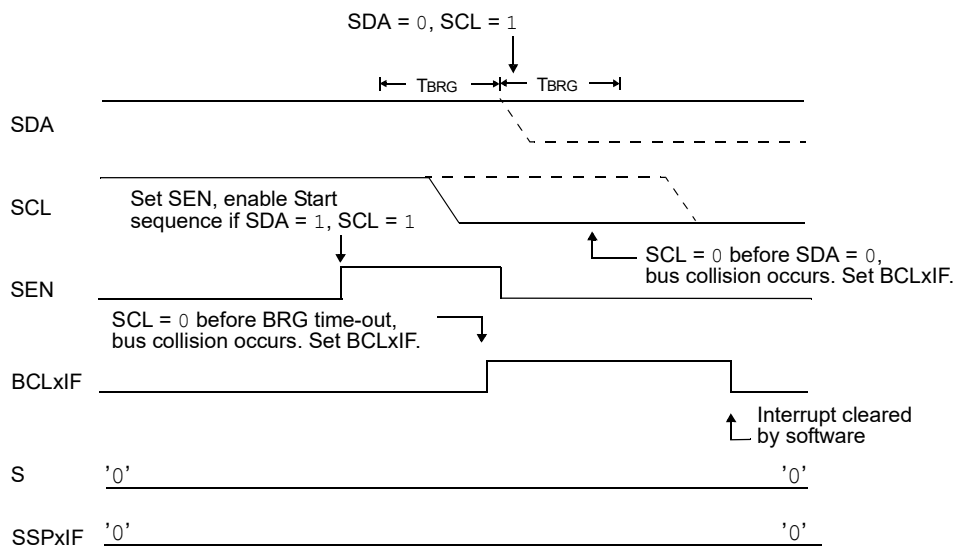 SDA = 0, SCL = 1
TBRG TBRG
SDA
SCL
Set SEN, enable Start
sequence if SDA = 1, SCL = 1
SCL = 0 before SDA = 0,
bus collision occurs. Set BCLxIF.
SEN
SCL = 0 before BRG time-out,
bus collision occurs. Set BCLxIF.
BCLxIF
Interrupt cleared
by software
S '0' '0'
SSPxIF '0' '0'